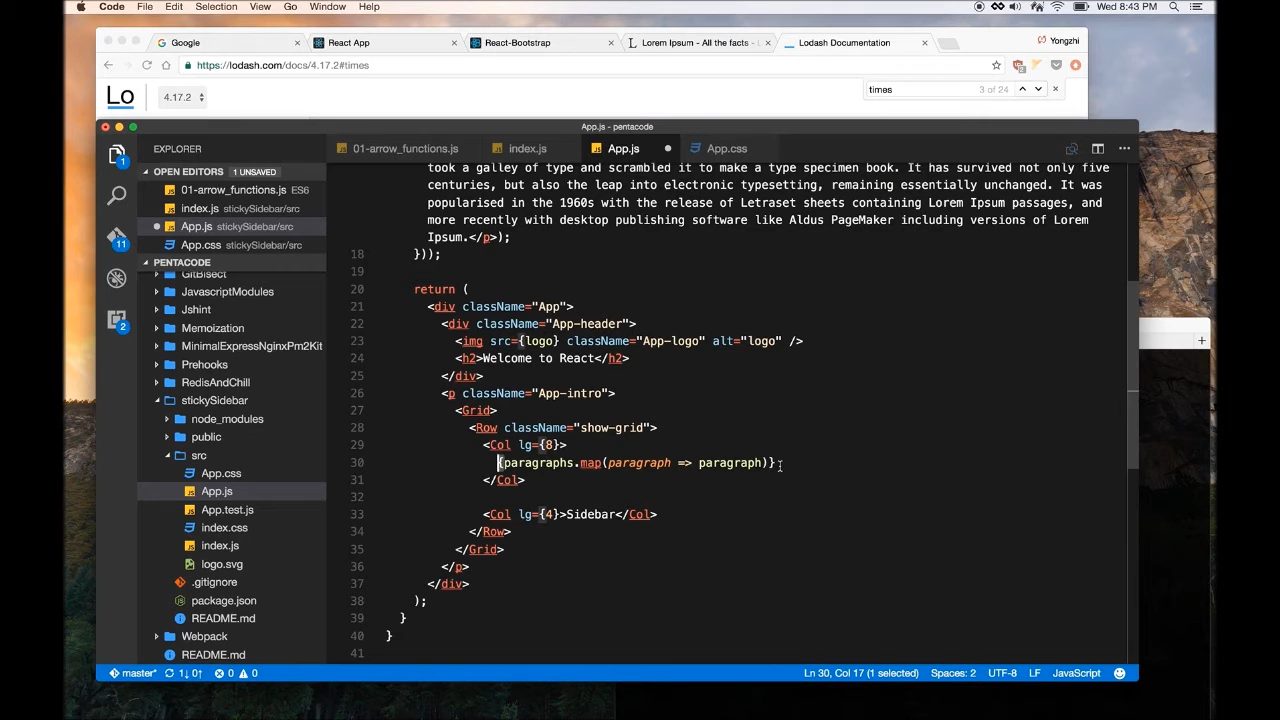 Code File Edit Selection View Go Window Help Wed 8:43 PM
Google React App React-Bootstrap Lorem Ipsum - All the facts - L Lodash Documentation Yongzhi
https://lodash.com/docs/4.17.2#times
Lo 4.17.2 times 3 of 24
App.js - pentacode
EXPLORER 01-arrow_functions.js index.js App.js App.css
OPEN EDITORS 1 UNSAVED
01-arrow_functions.js ES6
index.js stickySidebar/src
App.js stickySidebar/src
App.css stickySidebar/src
PENTACODE
GitBisect
JavascriptModules
Jshint
Memoization
MinimalExpressNginxPm2Kit
Prehooks
RedisAndChill
stickySidebar
node_modules
public
src
App.css
App.js
App.test.js
index.css
index.js
logo.svg
.gitignore
package.json
README.md
Webpack
README.md
1
11
2
took a galley of type and scrambled it to make a type specimen book. It has survived not only five
centuries, but also the leap into electronic typesetting, remaining essentially unchanged. It was
popularised in the 1960s with the release of Letraset sheets containing Lorem Ipsum passages, and
more recently with desktop publishing software like Aldus PageMaker including versions of Lorem
Ipsum.</p>);
18 }));
19
20 return (
21 <div className="App">
22 <div className="App-header">
23 <img src={logo} className="App-logo" alt="logo" />
24 <h2>Welcome to React</h2>
25 </div>
26 <p className="App-intro">
27 <Grid>
28 <Row className="show-grid">
29 <Col lg={8}>
30 {paragraphs.map(paragraph => paragraph)}
31 </Col>
32
33 <Col lg={4}>Sidebar</Col>
34 </Row>
35 </Grid>
36 </p>
37 </div>
38 );
39 }
40 }
41
master* 1↓ 0↑ 0 0 Ln 30, Col 17 (1 selected) Spaces: 2 UTF-8 LF JavaScript